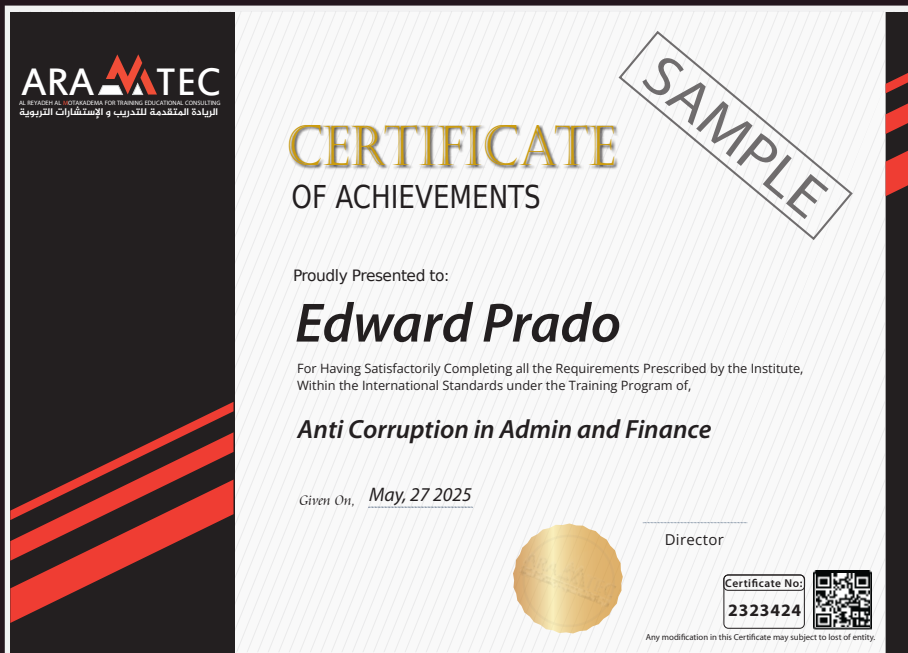 ARAMTEC
AL REYADEH AL MOTAKADEMA FOR TRAINING EDUCATIONAL CONSULTING
الريادة المتقدمة للتدريب و الإستشارات التربوية
SAMPLE
CERTIFICATE
OF ACHIEVEMENTS
Proudly Presented to:
Edward Prado
For Having Satisfactorily Completing all the Requirements Prescribed by the Institute,
Within the International Standards under the Training Program of,
Anti Corruption in Admin and Finance
Given On, May, 27 2025
Director
Certificate No:
2323424
Any modification in this Certificate may subject to lost of entity.